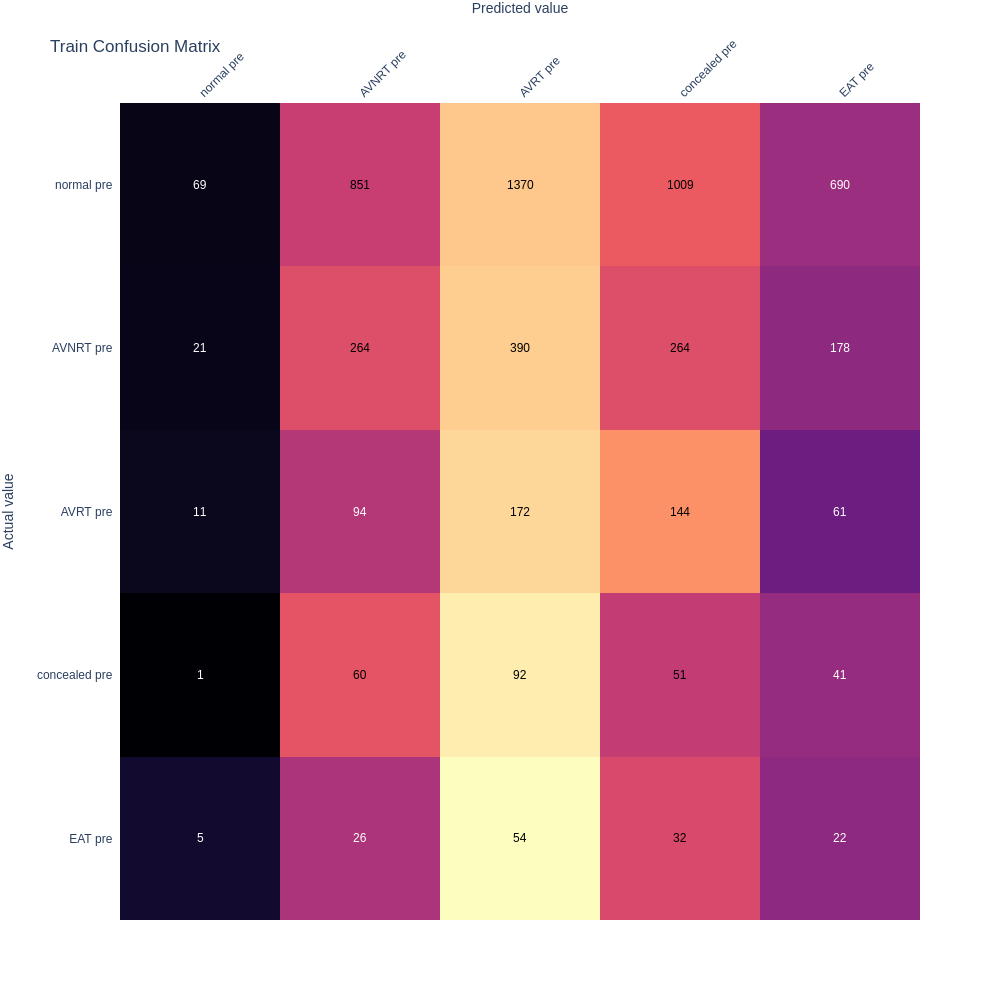 Predicted value
Train Confusion Matrix
normal pre AVNRT pre AVRT pre concealed pre EAT pre
normal pre 69 851 1370 1009 690
AVNRT pre 21 264 390 264 178
AVRT pre 11 94 172 144 61
concealed pre 1 60 92 51 41
EAT pre 5 26 54 32 22
Actual value